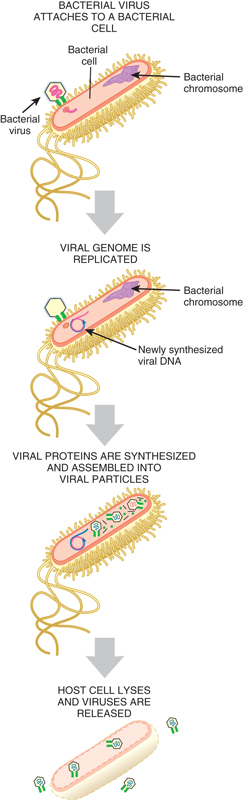 BACTERIAL VIRUS
ATTACHES TO A BACTERIAL
CELL
Bacterial
cell
Bacterial
chromosome
Bacterial
virus
VIRAL GENOME IS
REPLICATED
Bacterial
chromosome
Newly synthesized
viral DNA
VIRAL PROTEINS ARE SYNTHESIZED
AND ASSEMBLED INTO
VIRAL PARTICLES
HOST CELL LYSES
AND VIRUSES ARE
RELEASED